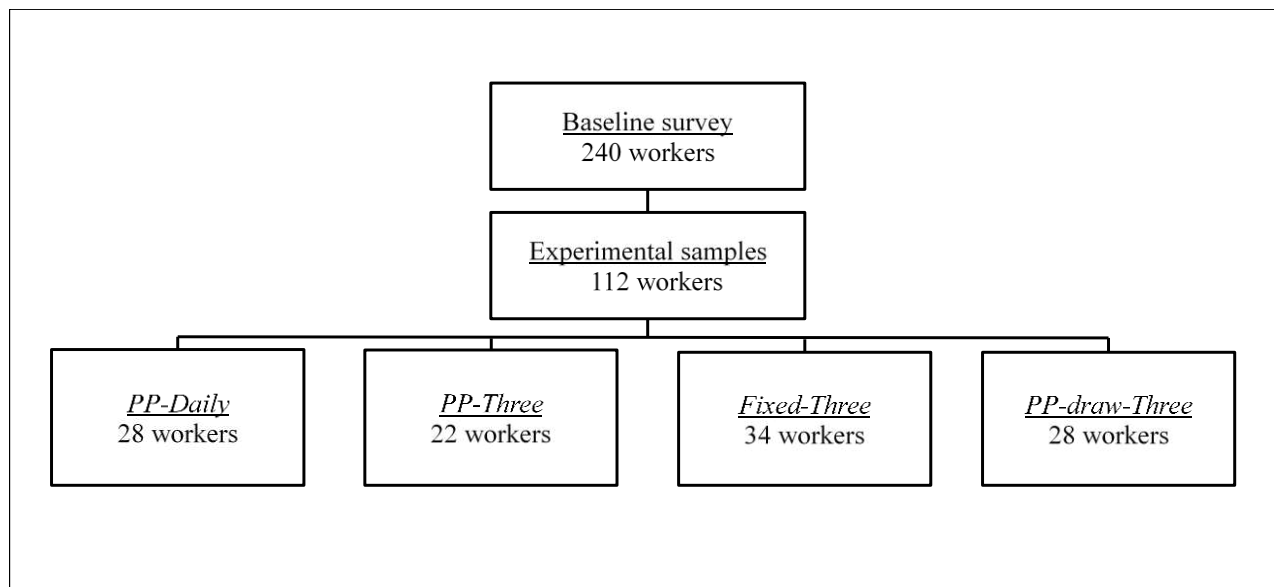 Baseline survey
240 workers
Experimental samples
112 workers
PP-Daily
28 workers
PP-Three
22 workers
Fixed-Three
34 workers
PP-draw-Three
28 workers